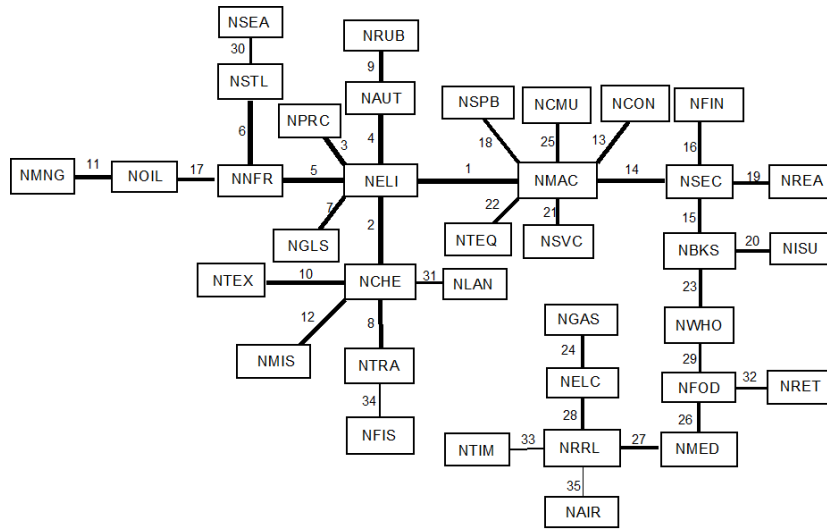 NSEA
30
NRUB
NSTL
9
NAUT
NSPB
NCMU
NCON
NFIN
NPRC
6
3
4
18
25
13
16
NMNG
11
NOIL
17
NNFR
5
NELI
1
NMAC
14
NSEC
19
NREA
7
2
22
21
15
NGLS
NTEQ
NSVC
NBKS
20
NISU
NTEX
10
NCHE
31
NLAN
23
12
8
NGAS
NWHO
NMIS
NTRA
24
29
34
NELC
NFOD
32
NRET
NFIS
28
26
NTIM
33
NRRL
27
NMED
35
NAIR